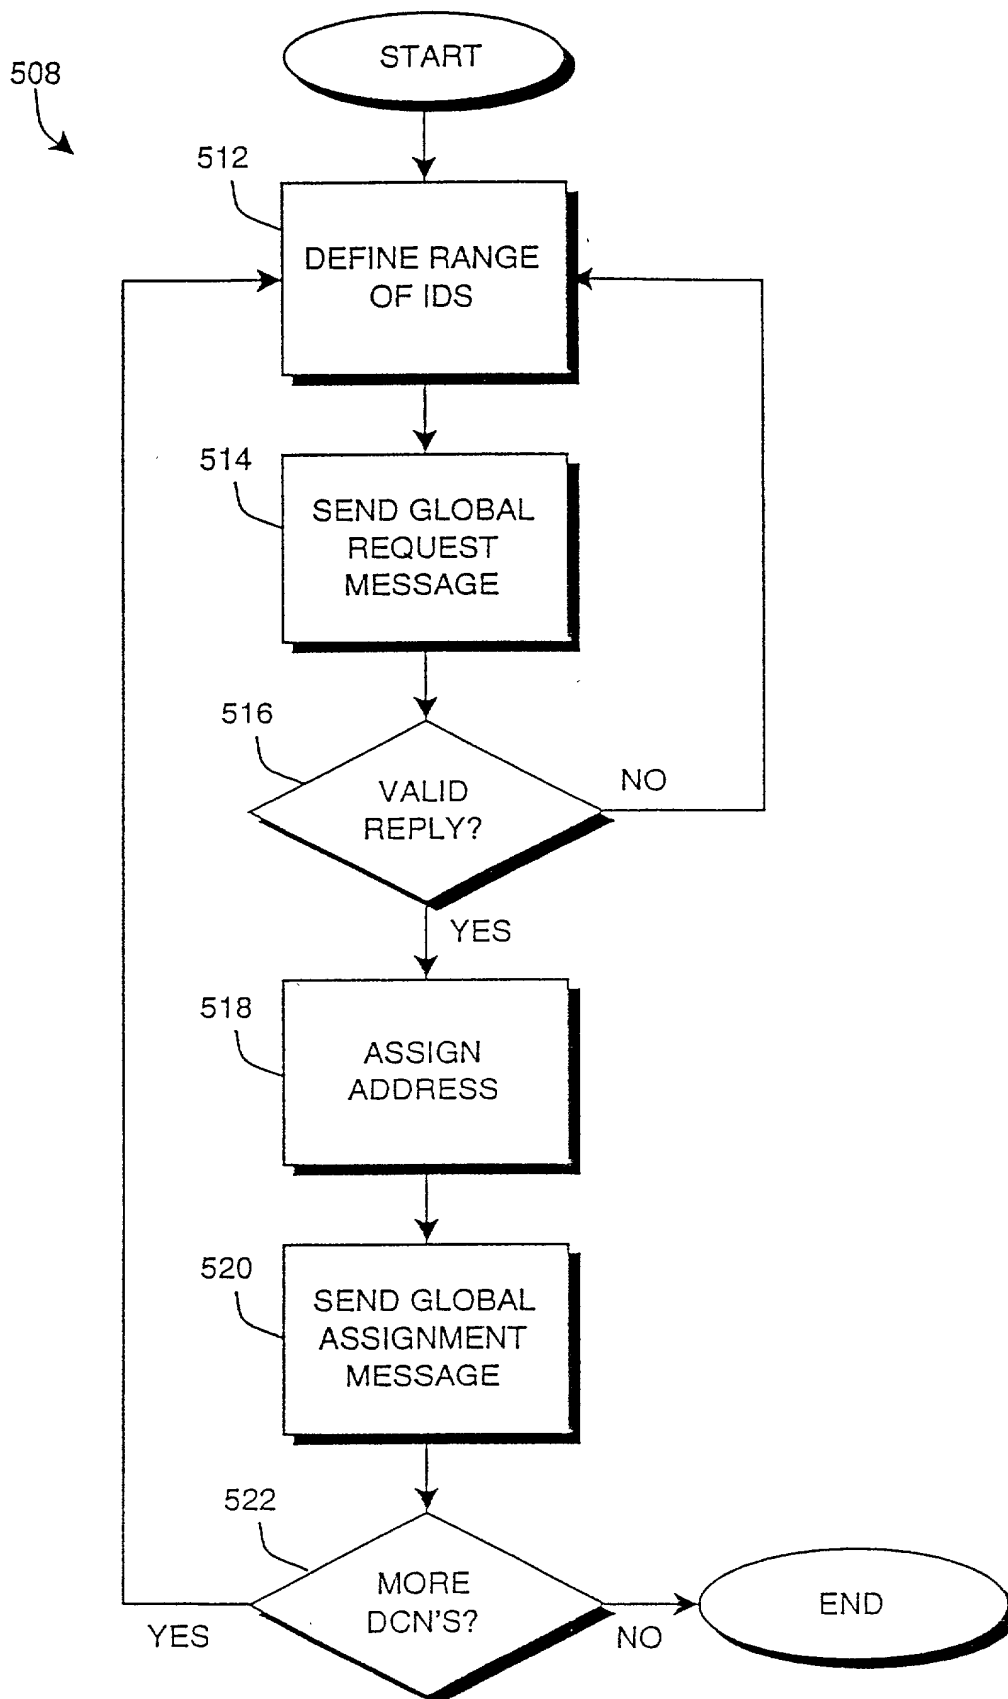 START
508
512
DEFINE RANGE
OF IDS
514
SEND GLOBAL
REQUEST
MESSAGE
516
VALID
REPLY?
NO
YES
518
ASSIGN
ADDRESS
520
SEND GLOBAL
ASSIGNMENT
MESSAGE
522
MORE
DCN'S?
YES
NO
END